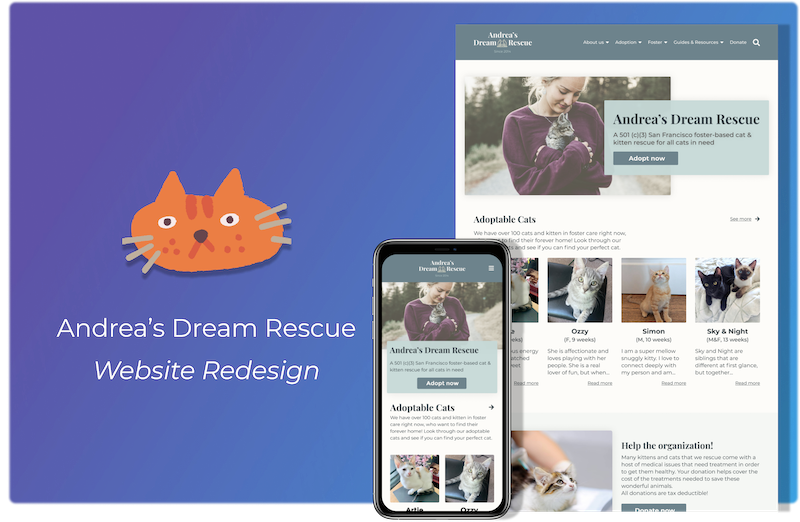 Andrea's Dream Rescue
Website Redesign
Andrea's
Dream Rescue
About us
Adoption
Foster
Guides & Resources
Donate
Andrea's Dream Rescue
A 501 (c)(3) San Francisco foster-based cat &
kitten rescue for all cats in need
Adopt now
Adoptable Cats
See more
We have over 100 cats and kitten in foster care right now,
who want to find their forever home! Look through our
cats and see if you can find your perfect cat.
Ozzy
(F, 9 weeks)
She is affectionate and
loves playing with her
people. She is a real
lover of fun, but when...
Read more
Simon
(M, 10 weeks)
I am a super mellow
snuggly kitty. I love to
connect deeply with
my person and am...
Read more
Sky & Night
(M&F, 13 weeks)
Sky and Night are
siblings that are
different at first glance,
but together...
Read more
Help the organization!
Many kittens and cats that we rescue come with a
host of medical issues that need treatment in order
to get them healthy. Your donation helps cover the
cost of the treatments needed to save these
wonderful animals.
All donations are tax deductible!
Donate now
Andrea's
Dream Rescue
Andrea's Dream Rescue
A 501 (c)(3) San Francisco foster-based cat &
kitten rescue for all cats in need
Adopt now
Adoptable Cats
We have over 100 cats and kitten in foster
care right now, who want to find their
forever home! Look through our adoptable
cats and see if you can find your perfect cat.
Artie
Ozzy